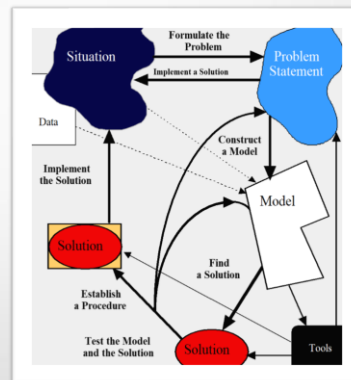 Formulate the
Problem
Situation
Implement a Solution
Problem
Statement
Data
Construct
a Model
Implement
the Solution
Model
Solution
Find
a Solution
Establish
a Procedure
Test the Model
and the Solution
Solution
Tools